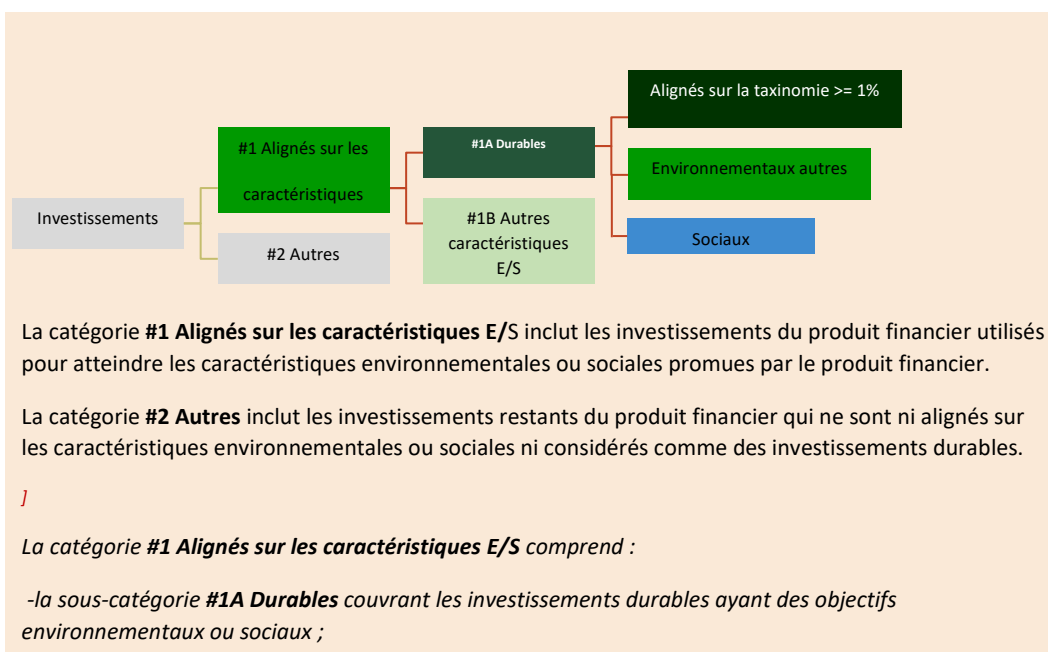 Alignés sur la taxinomie >= 1%
#1 Alignés sur les
caractéristiques
#1A Durables
Environnementaux autres
Investissements
#1B Autres
caractéristiques
E/S
Sociaux
#2 Autres
La catégorie #1 Alignés sur les caractéristiques E/S inclut les investissements du produit financier utilisés
pour atteindre les caractéristiques environnementales ou sociales promues par le produit financier.
La catégorie #2 Autres inclut les investissements restants du produit financier qui ne sont ni alignés sur
les caractéristiques environnementales ou sociales ni considérés comme des investissements durables.
]
La catégorie #1 Alignés sur les caractéristiques E/S comprend :
-la sous-catégorie #1A Durables couvrant les investissements durables ayant des objectifs
environnementaux ou sociaux ;